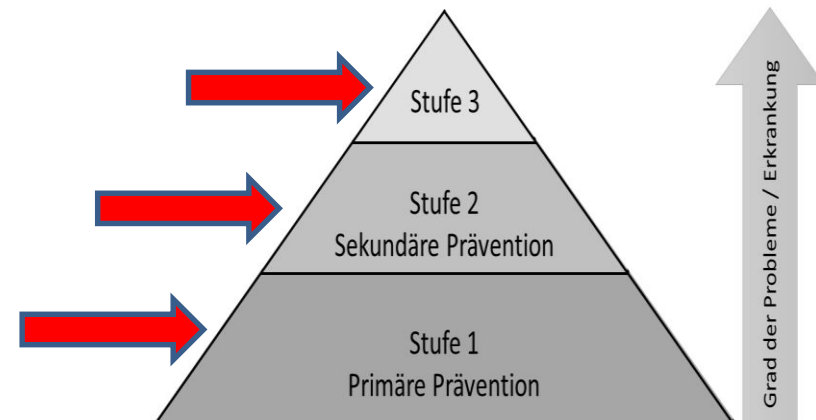 Stufe 3
Stufe 2
Sekundäre Prävention
Stufe 1
Primäre Prävention
Grad der Probleme / Erkrankung